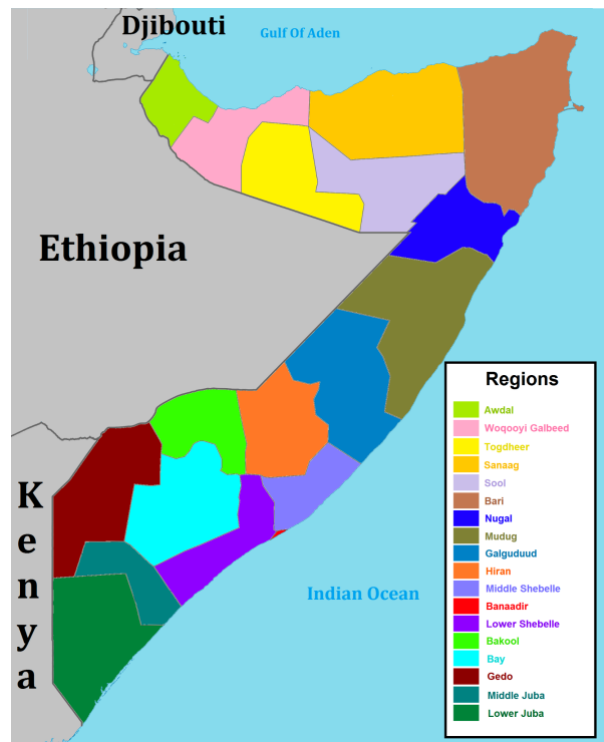 Djibouti
Gulf Of Aden
Ethiopia
Kenya
Indian Ocean
Regions
Awdal
Woqooyi Galbeed
Togdheer
Sanaag
Sool
Bari
Nugal
Mudug
Galguduud
Hiran
Middle Shebelle
Banaadir
Lower Shebelle
Bakool
Bay
Gedo
Middle Juba
Lower Juba